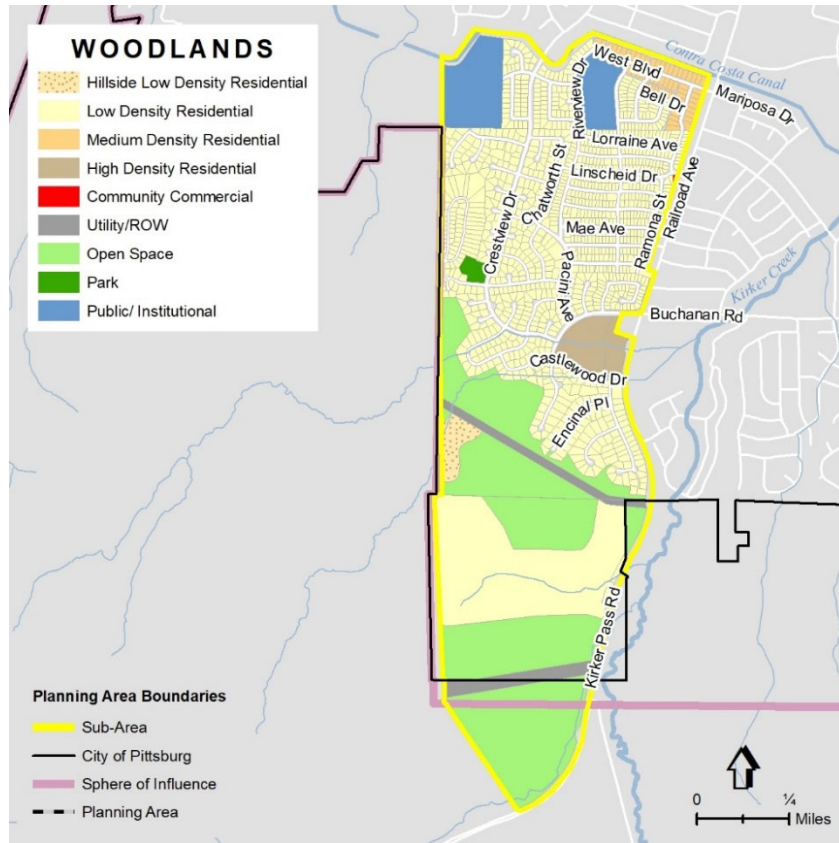 WOODLANDS
Hillside Low Density Residential
Low Density Residential
Medium Density Residential
High Density Residential
Community Commercial
Utility/ROW
Open Space
Park
Public/ Institutional
West Blvd
Contra Costa Canal
Bell Dr
Mariposa Dr
Riverview Dr
Lorraine Ave
Chatworth St
Linscheid Dr
Crestview Dr
Mae Ave
Ramona St
Railroad Ave
Pacini Ave
Kirker Creek
Buchanan Rd
Castlewood Dr
Encinal Pl
Kirker Pass Rd
Planning Area Boundaries
Sub-Area
City of Pittsburg
Sphere of Influence
Planning Area
0 ¼
Miles